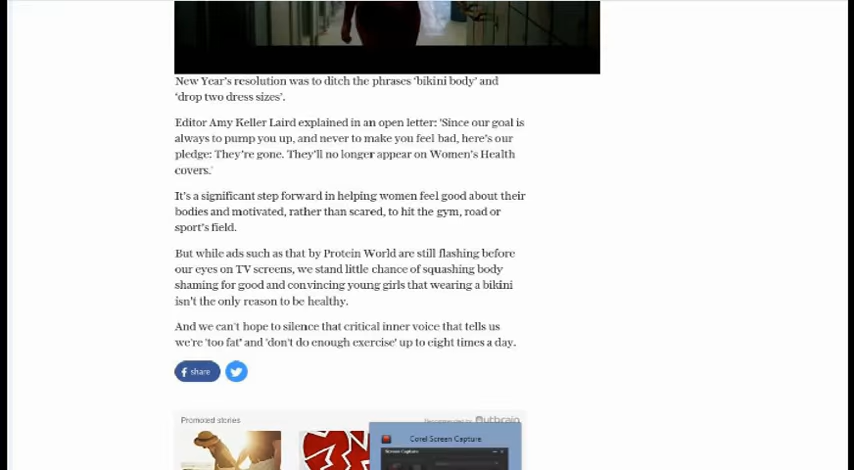 New Year's resolution was to ditch the phrases 'bikini body' and
'drop two dress sizes'.
Editor Amy Keller Laird explained in an open letter: 'Since our goal is
always to pump you up, and never to make you feel bad, here's our
pledge: They're gone. They'll no longer appear on Women's Health
covers.'
It's a significant step forward in helping women feel good about their
bodies and motivated, rather than scared, to hit the gym, road or
sport's field.
But while ads such as that by Protein World are still flashing before
our eyes on TV screens, we stand little chance of squashing body
shaming for good and convincing young girls that wearing a bikini
isn't the only reason to be healthy.
And we can't hope to silence that critical inner voice that tells us
we're 'too fat' and 'don't do enough exercise' up to eight times a day.
share
Promoted stories
Recommended by Outbrain
Corel Screen Capture
Screen Capture